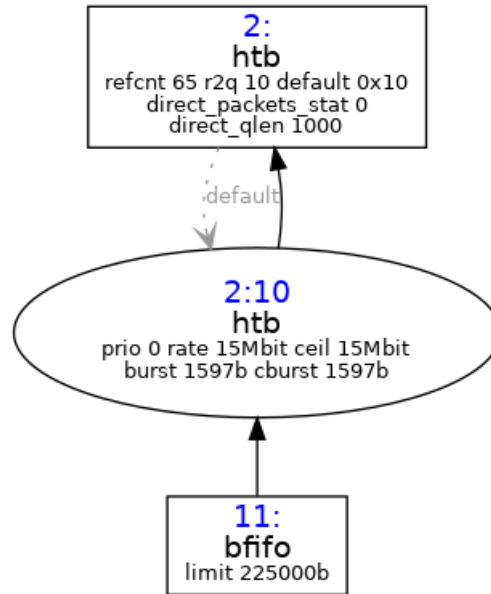 2:
htb
refcnt 65 r2q 10 default 0x10
direct_packets_stat 0
direct_qlen 1000
default
2:10
htb
prio 0 rate 15Mbit ceil 15Mbit
burst 1597b cburst 1597b
11:
bfifo
limit 225000b